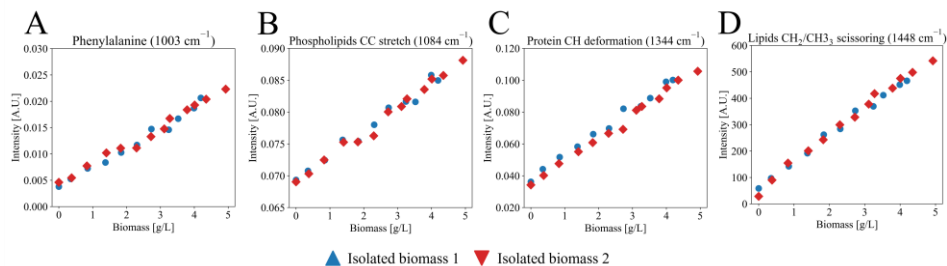 A
Phenylalanine (1003 cm⁻¹)
Intensity [A.U.]
0.030
0.025
0.020
0.015
0.010
0.005
0.000
0 1 2 3 4 5
Biomass [g/L]
B
Phospholipids CC stretch (1084 cm⁻¹)
Intensity [A.U.]
0.090
0.085
0.080
0.075
0.070
0.065
0 1 2 3 4 5
Biomass [g/L]
C
Protein CH deformation (1344 cm⁻¹)
Intensity [A.U.]
0.120
0.100
0.080
0.060
0.040
0.020
0 1 2 3 4 5
Biomass [g/L]
D
Lipids CH₂/CH3₃ scissoring (1448 cm⁻¹)
Intensity [A.U.]
600
500
400
300
200
100
0
0 1 2 3 4 5
Biomass [g/L]
Isolated biomass 1 Isolated biomass 2